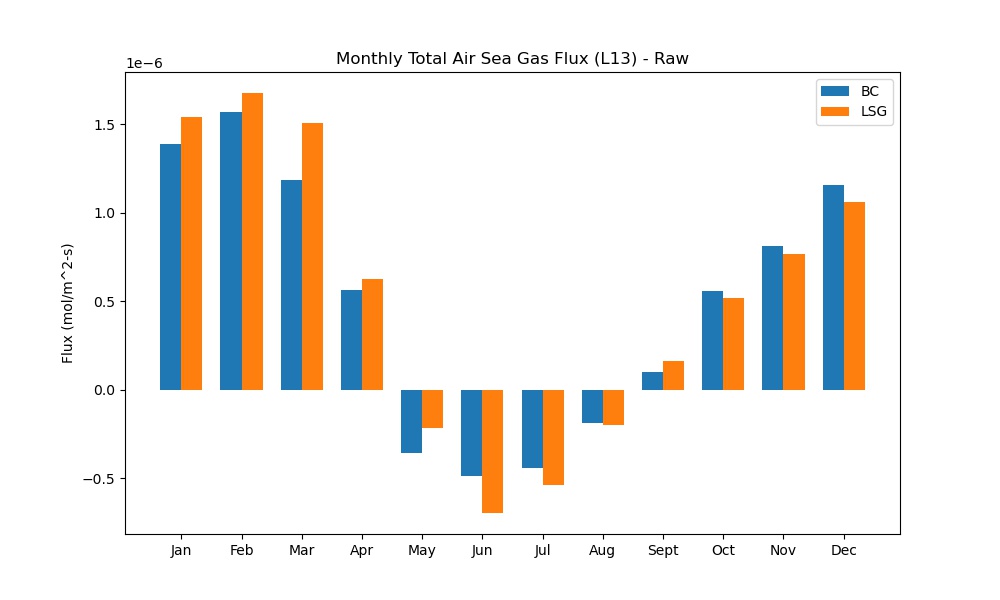 Monthly Total Air Sea Gas Flux (L13) - Raw
1e−6
BC
LSG
Flux (mol/m^2-s)
1.5
1.0
0.5
0.0
−0.5
Jan Feb Mar Apr May Jun Jul Aug Sept Oct Nov Dec